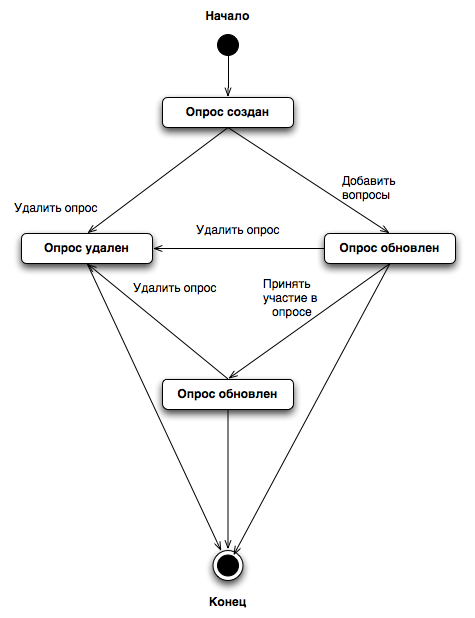 Начало
Опрос создан
Добавить
вопросы
Удалить опрос
Удалить опрос
Опрос удален
Опрос обновлен
Удалить опрос
Принять
участие в
опросе
Опрос обновлен
Конец